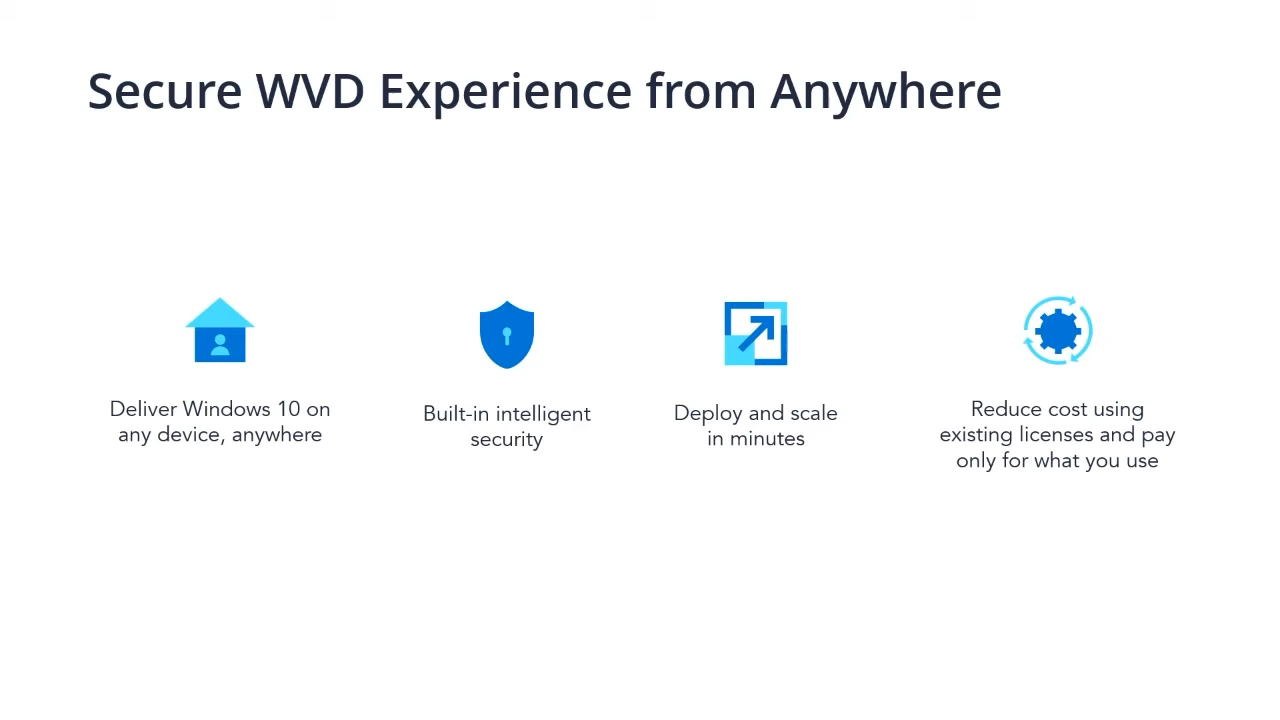 Secure WVD Experience from Anywhere
Deliver Windows 10 on
any device, anywhere
Built-in intelligent
security
Deploy and scale
in minutes
Reduce cost using
existing licenses and pay
only for what you use